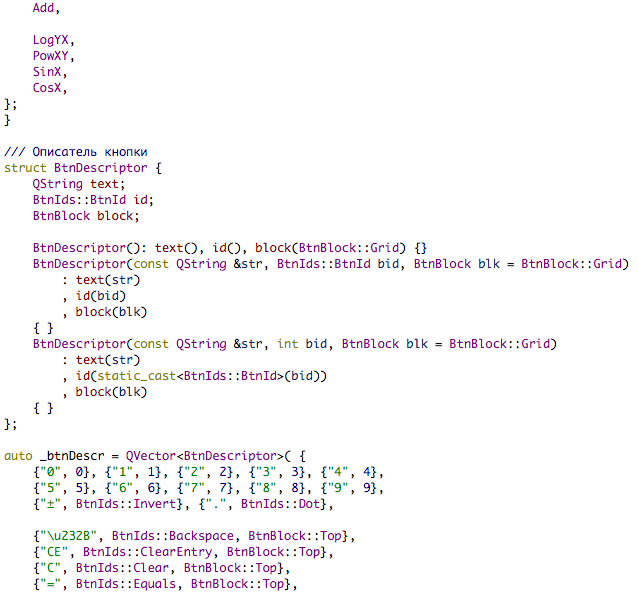 Add,

    LogYX,
    PowXY,
    SinX,
    CosX,
};
}

/// Описатель кнопки
struct BtnDescriptor {
    QString text;
    BtnIds::BtnId id;
    BtnBlock block;

    BtnDescriptor(): text(), id(), block(BtnBlock::Grid) {}
    BtnDescriptor(const QString &str, BtnIds::BtnId bid, BtnBlock blk = BtnBlock::Grid)
        : text(str)
        , id(bid)
        , block(blk)
    { }
    BtnDescriptor(const QString &str, int bid, BtnBlock blk = BtnBlock::Grid)
        : text(str)
        , id(static_cast<BtnIds::BtnId>(bid))
        , block(blk)
    { }
};

auto _btnDescr = QVector<BtnDescriptor>( {
    {"0", 0}, {"1", 1}, {"2", 2}, {"3", 3}, {"4", 4},
    {"5", 5}, {"6", 6}, {"7", 7}, {"8", 8}, {"9", 9},
    {"±", BtnIds::Invert}, {".", BtnIds::Dot},

    {"\u232B", BtnIds::Backspace, BtnBlock::Top},
    {"CE", BtnIds::ClearEntry, BtnBlock::Top},
    {"C", BtnIds::Clear, BtnBlock::Top},
    {"=", BtnIds::Equals, BtnBlock::Top},